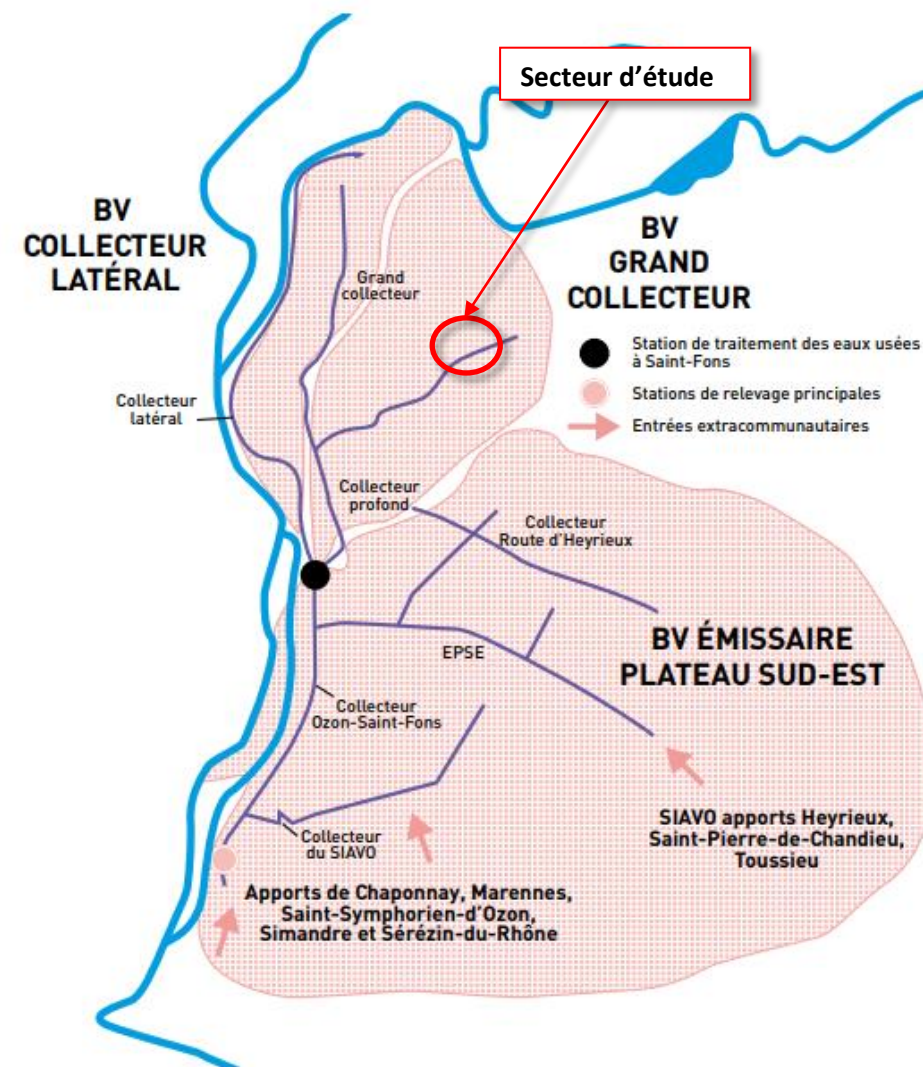 Secteur d'étude
BV
COLLECTEUR
LATÉRAL
BV
GRAND
COLLECTEUR
Station de traitement des eaux usées
à Saint-Fons
Stations de relevage principales
Entrées extracommunautaires
Grand
collecteur
Collecteur
latéral
Collecteur
profond
Collecteur
Route d'Heyrieux
BV ÉMISSAIRE
PLATEAU SUD-EST
EPSE
Collecteur
Ozon-Saint-Fons
SIAVO apports Heyrieux,
Saint-Pierre-de-Chandieu,
Toussieu
Collecteur
du SIAVO
Apports de Chaponnay, Marennes,
Saint-Symphorien-d'Ozon,
Simandre et Sérézin-du-Rhône